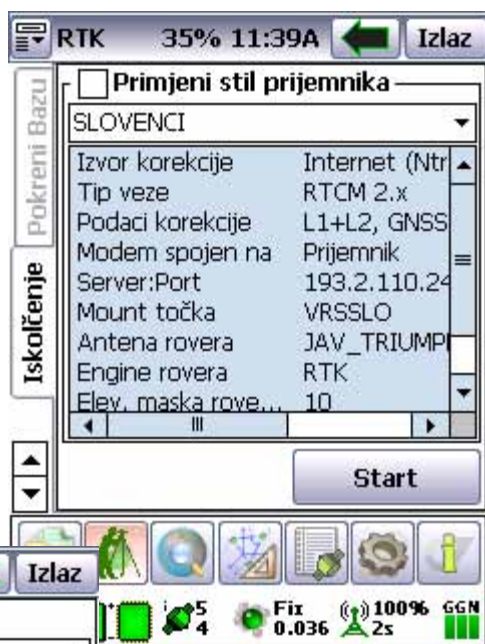 RTK 35% 11:39A Izlaz
Primjeni stil prijemnika
Pokreni Bazu
Iskolčenje
SLOVENCI
Izvor korekcije Internet (Ntr
Tip veze RTCM 2.x
Podaci korekcije L1+L2, GNSS
Modem spojen na Prijemnik
Server:Port 193.2.110.24
Mount točka VRSSLO
Antena rovera JAV_TRIUMP
Engine rovera RTK
Elev. maska rove... 10
Start
Izlaz
5
4
Fix
0.036
100%
2s
GGN